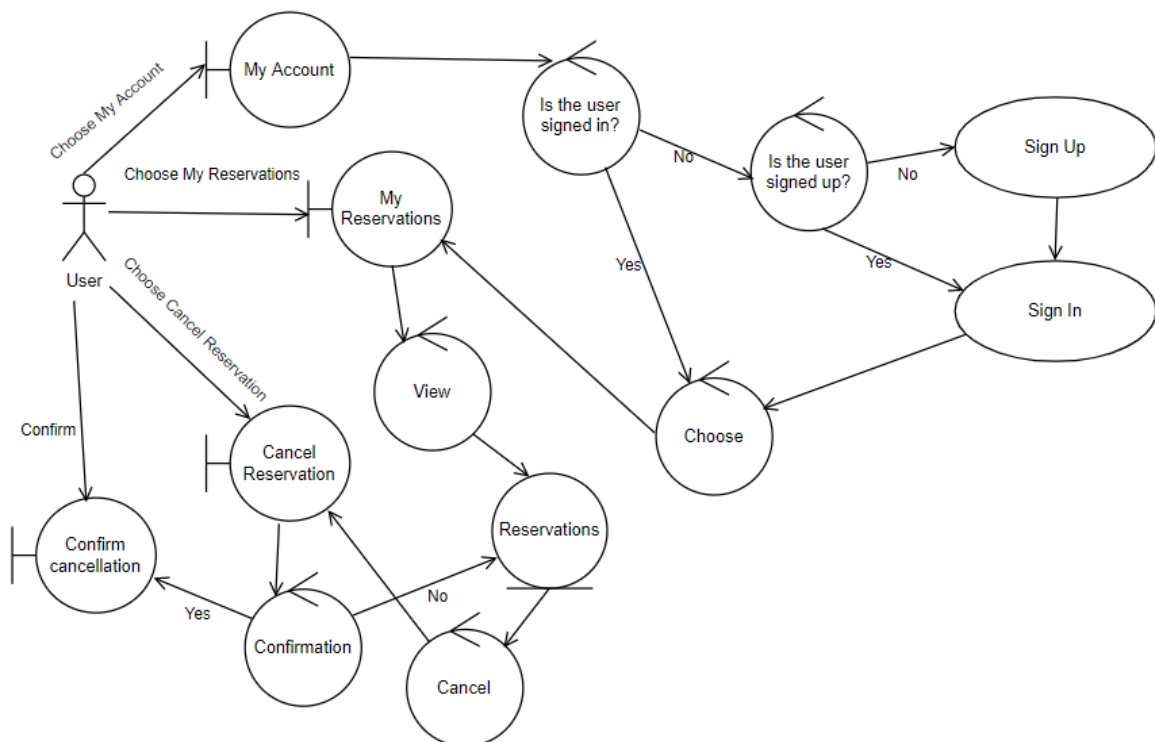 My Account
Choose My Account
Is the user
signed in?
No
Is the user
signed up?
No
Sign Up
Choose My Reservations
My
Reservations
User
Yes
Yes
Sign In
Choose Cancel Reservation
View
Confirm
Cancel
Reservation
Choose
Reservations
Confirm
cancellation
Yes
No
Confirmation
Cancel